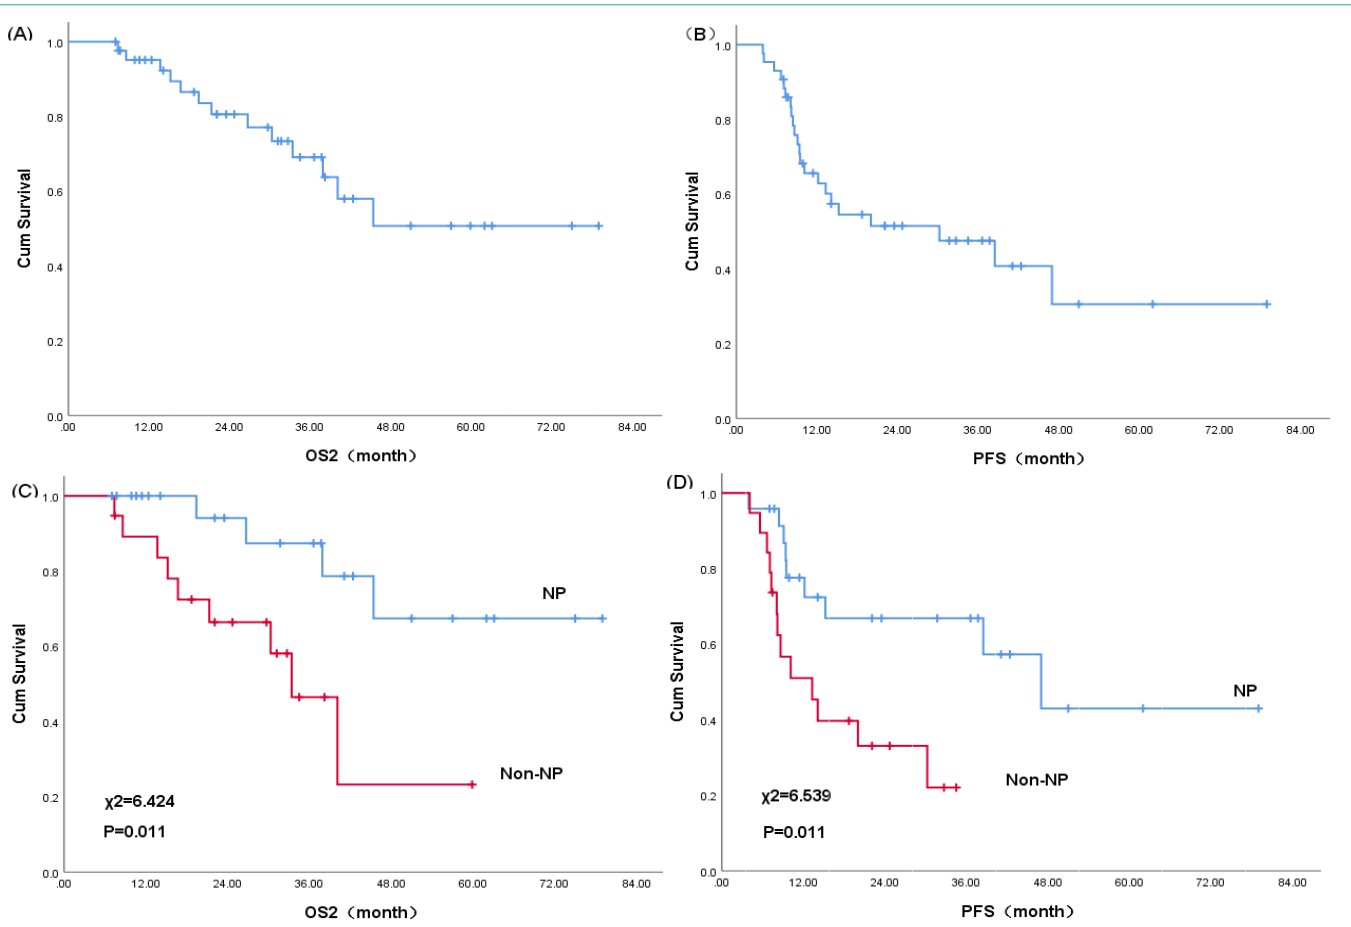 (A)
1.0
0.8
0.6
0.4
0.2
0.0
Cum Survival
.00 12.00 24.00 36.00 48.00 60.00 72.00 84.00
OS2（month）
（B）
1.0
0.8
0.6
0.4
0.2
0.0
Cum Survival
.00 12.00 24.00 36.00 48.00 60.00 72.00 84.00
PFS（month）
(C)
1.0
0.8
0.6
0.4
0.2
0.0
Cum Survival
NP
Non-NP
χ2=6.424
P=0.011
.00 12.00 24.00 36.00 48.00 60.00 72.00 84.00
OS2（month）
(D)
1.0
0.8
0.6
0.4
0.2
0.0
Cum Survival
NP
Non-NP
χ2=6.539
P=0.011
.00 12.00 24.00 36.00 48.00 60.00 72.00 84.00
PFS（month）